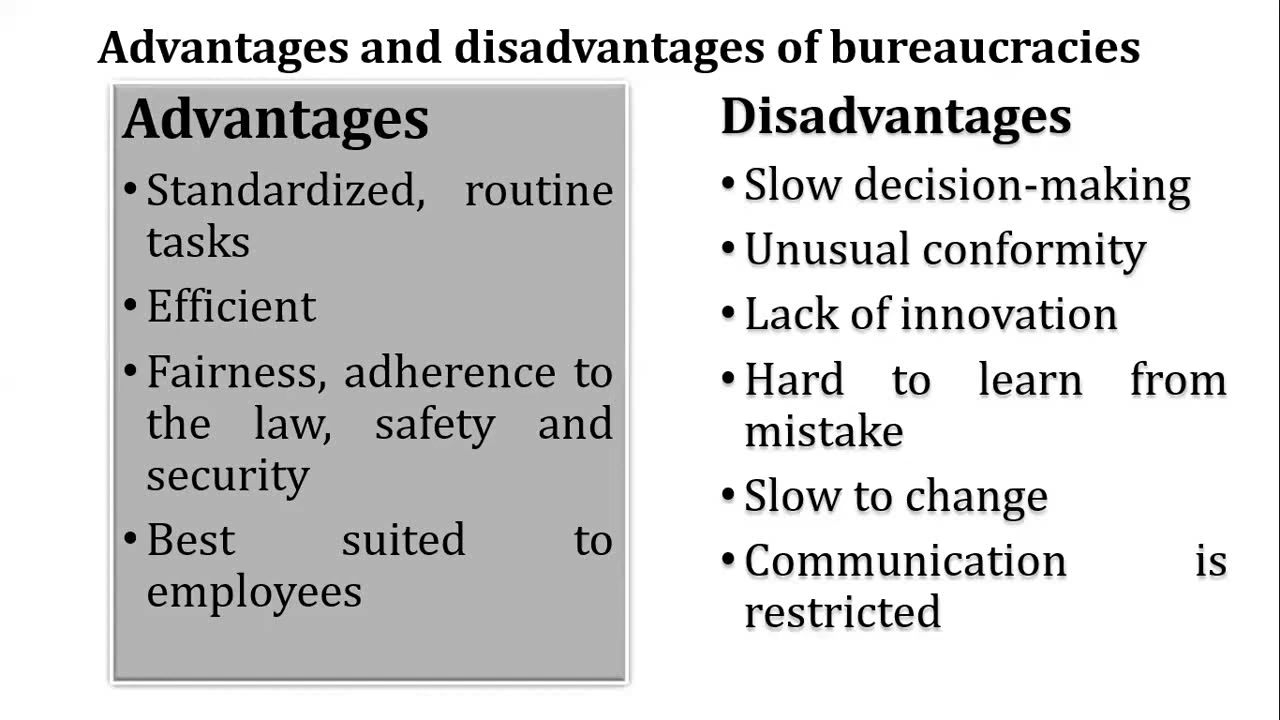 Advantages and disadvantages of bureaucracies
Advantages
• Standardized, routine
tasks
• Efficient
• Fairness, adherence to
the law, safety and
security
• Best suited to
employees
Disadvantages
• Slow decision-making
• Unusual conformity
• Lack of innovation
• Hard to learn from
mistake
• Slow to change
• Communication is
restricted